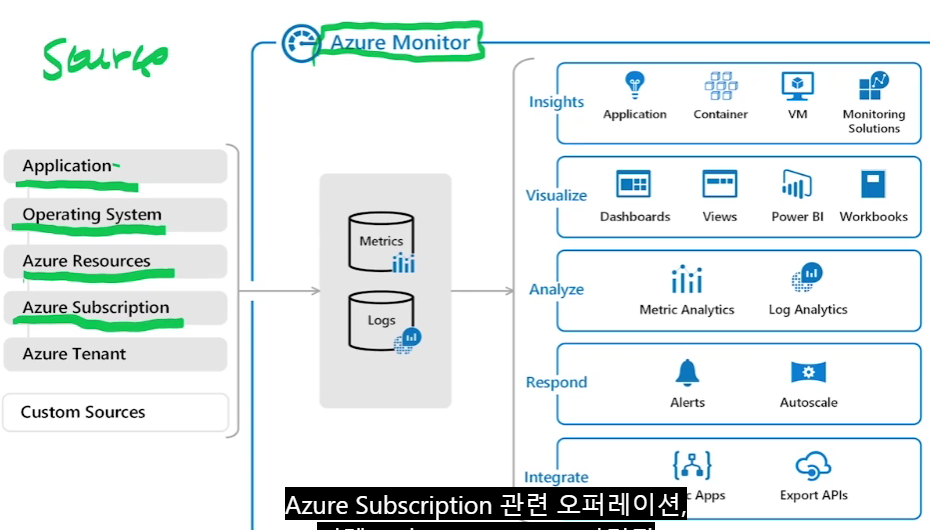 Source
Azure Monitor
Application
Operating System
Azure Resources
Azure Subscription
Azure Tenant
Custom Sources
Metrics
Logs
Insights
Application
Container
VM
Monitoring
Solutions
Visualize
Dashboards
Views
Power BI
Workbooks
Analyze
Metric Analytics
Log Analytics
Respond
Alerts
Autoscale
Integrate
Apps
Export APIs
Azure Subscription 관련 오퍼레이션,